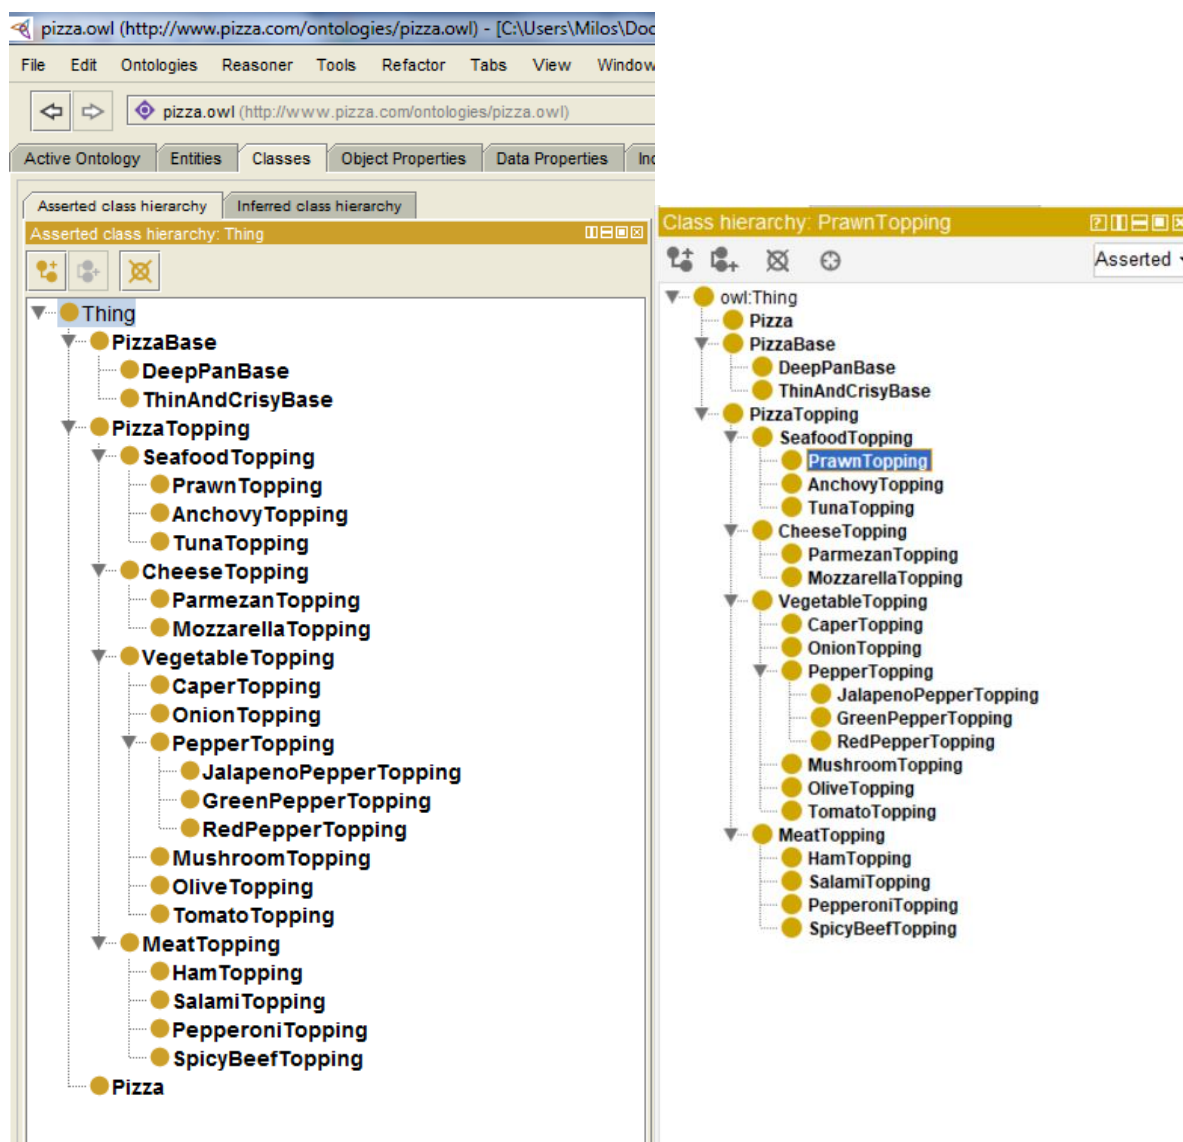 pizza.owl (http://www.pizza.com/ontologies/pizza.owl) - [C:\Users\Milos\Doc
File Edit Ontologies Reasoner Tools Refactor Tabs View Window
pizza.owl (http://www.pizza.com/ontologies/pizza.owl)
Active Ontology Entities Classes Object Properties Data Properties
Asserted class hierarchy Inferred class hierarchy
Asserted class hierarchy: Thing
Thing
PizzaBase
DeepPanBase
ThinAndCrisyBase
PizzaTopping
SeafoodTopping
PrawnTopping
AnchovyTopping
TunaTopping
CheeseTopping
ParmezanTopping
MozzarellaTopping
VegetableTopping
CaperTopping
OnionTopping
PepperTopping
JalapenoPepperTopping
GreenPepperTopping
RedPepperTopping
MushroomTopping
OliveTopping
TomatoTopping
MeatTopping
HamTopping
SalamiTopping
PepperoniTopping
SpicyBeefTopping
Pizza
Class hierarchy: PrawnTopping
Asserted
owl:Thing
Pizza
PizzaBase
DeepPanBase
ThinAndCrisyBase
PizzaTopping
SeafoodTopping
PrawnTopping
AnchovyTopping
TunaTopping
CheeseTopping
ParmezanTopping
MozzarellaTopping
VegetableTopping
CaperTopping
OnionTopping
PepperTopping
JalapenoPepperTopping
GreenPepperTopping
RedPepperTopping
MushroomTopping
OliveTopping
TomatoTopping
MeatTopping
HamTopping
SalamiTopping
PepperoniTopping
SpicyBeefTopping